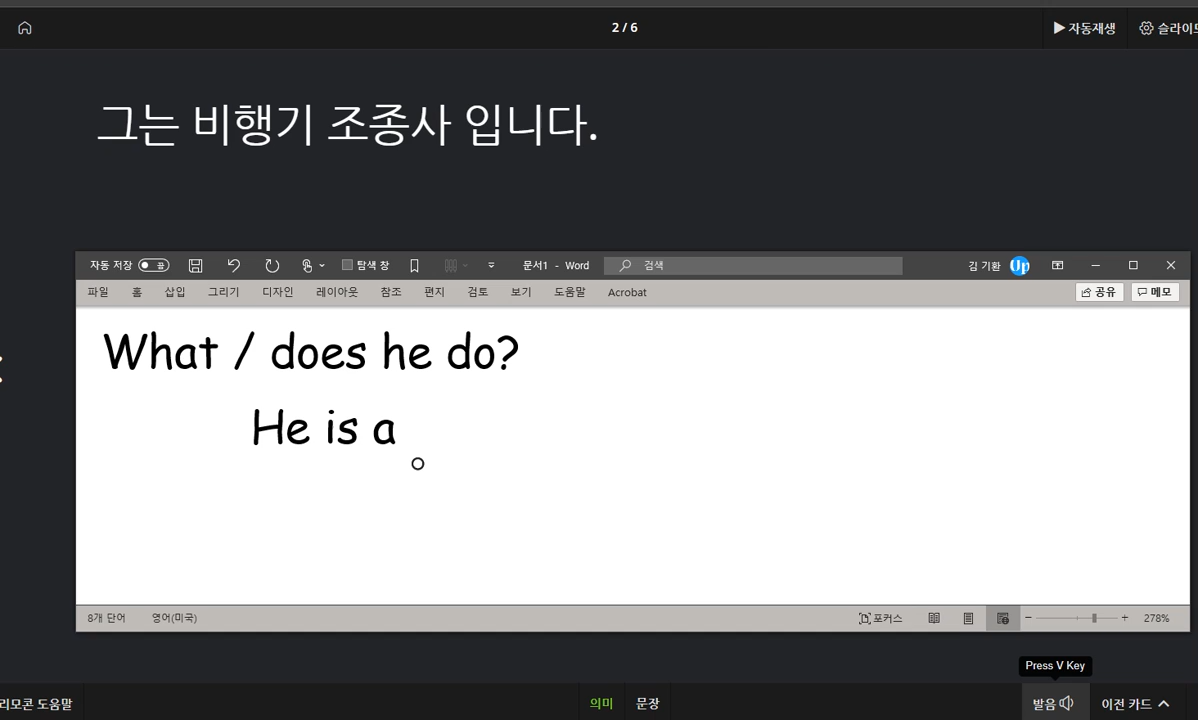 2 / 6
자동재생
그는 비행기 조종사 입니다.
자동 저장 끔
탐색 창
문서1 - Word
검색
김 기환
Up
파일 홈 삽입 그리기 디자인 레이아웃 참조 편지 검토 보기 도움말 Acrobat
공유 메모
What / does he do?
He is a
8개 단어 영어(미국) 포커스 278%
Press V Key
리모콘 도움말 의미 문장 발음 이전 카드